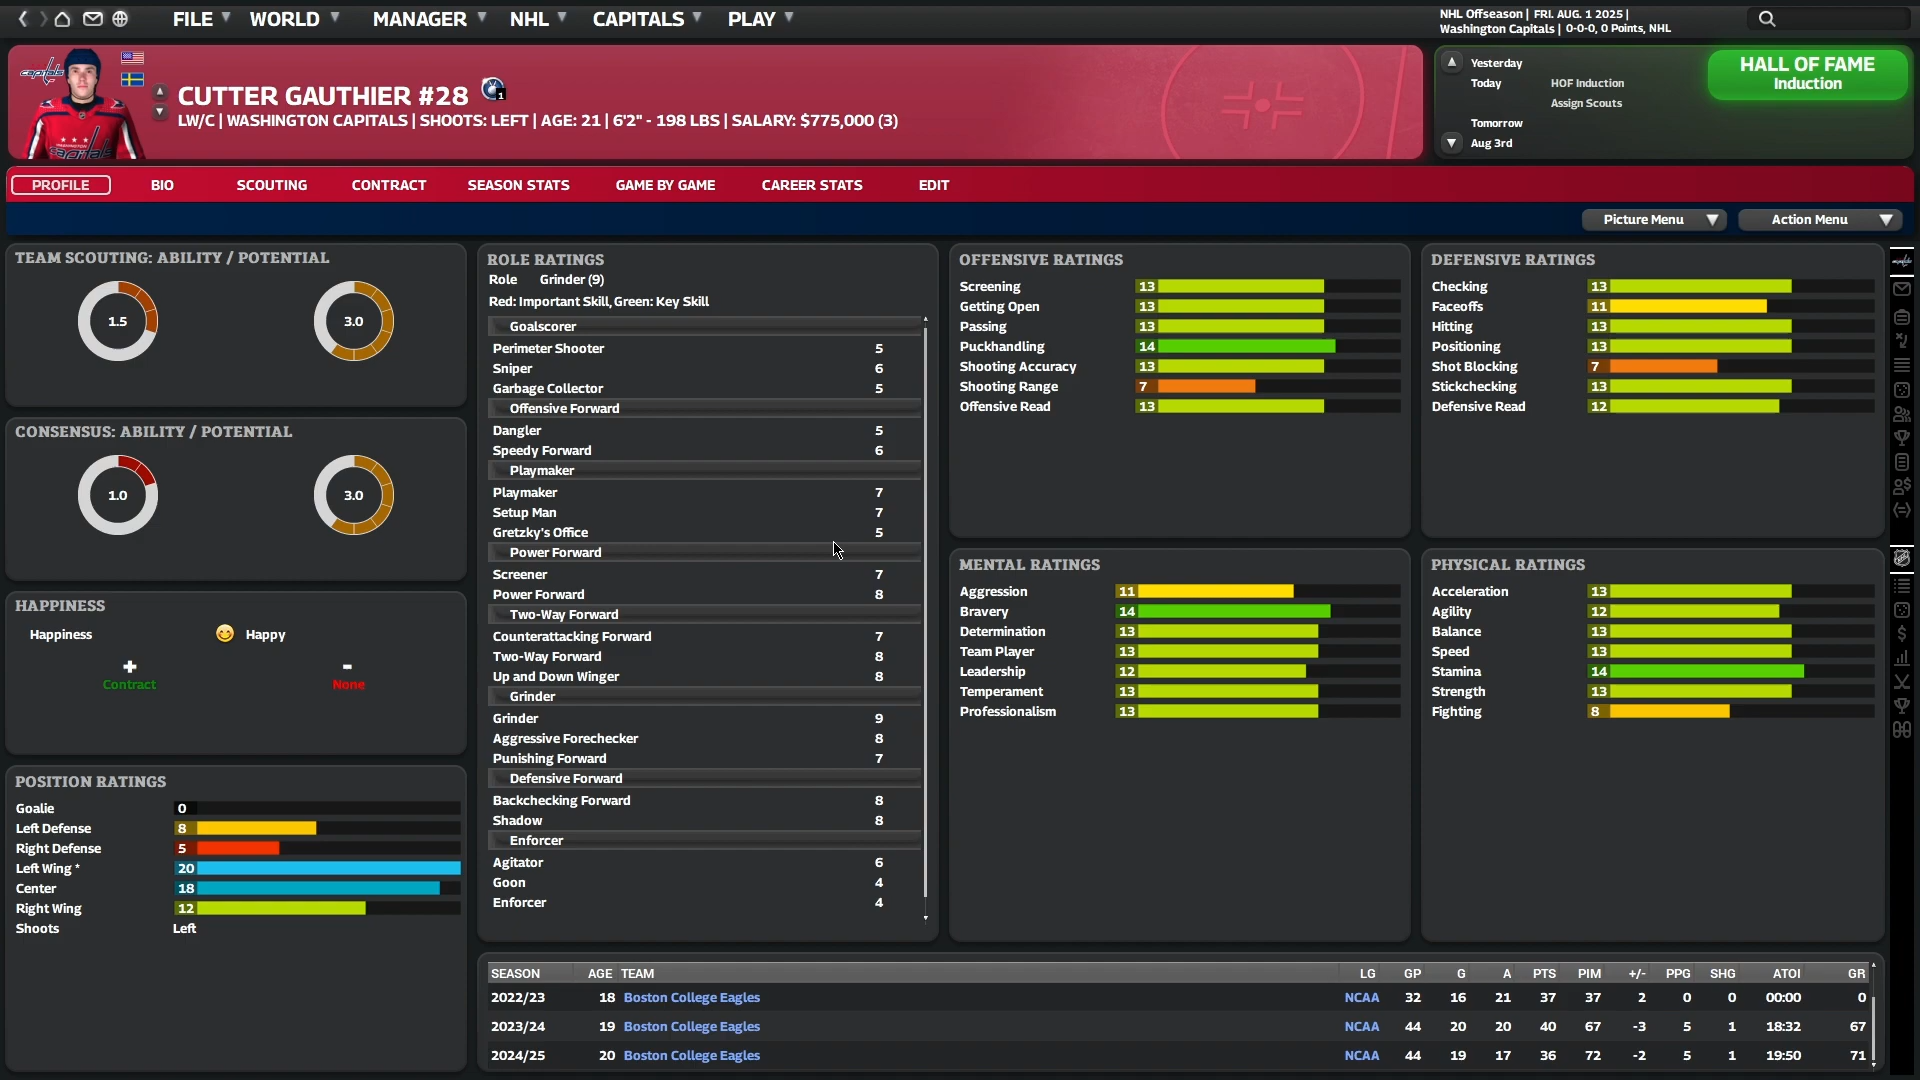 FILE WORLD MANAGER NHL CAPITALS PLAY
NHL Offseason | FRI. AUG. 1 2025 |
Washington Capitals | 0-0-0, 0 Points, NHL
CUTTER GAUTHIER #28
LW/C | WASHINGTON CAPITALS | SHOOTS: LEFT | AGE: 21 | 6'2" - 198 LBS | SALARY: $775,000 (3)
Yesterday
Today HOF Induction
Assign Scouts
Tomorrow
Aug 3rd
HALL OF FAME
Induction
PROFILE BIO SCOUTING CONTRACT SEASON STATS GAME BY GAME CAREER STATS EDIT
Picture Menu Action Menu
TEAM SCOUTING: ABILITY / POTENTIAL
1.5 3.0
CONSENSUS: ABILITY / POTENTIAL
1.0 3.0
HAPPINESS
Happiness Happy
+ -
Contract None
POSITION RATINGS
Goalie 0
Left Defense 8
Right Defense 5
Left Wing * 20
Center 18
Right Wing 12
Shoots Left
ROLE RATINGS
Role Grinder (9)
Red: Important Skill, Green: Key Skill
Goalscorer
Perimeter Shooter 5
Sniper 6
Garbage Collector 5
Offensive Forward
Dangler 5
Speedy Forward 6
Playmaker
Playmaker 7
Setup Man 7
Gretzky's Office 5
Power Forward
Screener 7
Power Forward 8
Two-Way Forward
Counterattacking Forward 7
Two-Way Forward 8
Up and Down Winger 8
Grinder
Grinder 9
Aggressive Forechecker 8
Punishing Forward 7
Defensive Forward
Backchecking Forward 8
Shadow 8
Enforcer
Agitator 6
Goon 4
Enforcer 4
OFFENSIVE RATINGS
Screening 13
Getting Open 13
Passing 13
Puckhandling 14
Shooting Accuracy 13
Shooting Range 7
Offensive Read 13
DEFENSIVE RATINGS
Checking 13
Faceoffs 11
Hitting 13
Positioning 13
Shot Blocking 7
Stickchecking 13
Defensive Read 12
MENTAL RATINGS
Aggression 11
Bravery 14
Determination 13
Team Player 13
Leadership 12
Temperament 13
Professionalism 13
PHYSICAL RATINGS
Acceleration 13
Agility 12
Balance 13
Speed 13
Stamina 14
Strength 13
Fighting 8
SEASON AGE TEAM LG GP G A PTS PIM +/- PPG SHG ATOI GR
2022/23 18 Boston College Eagles NCAA 32 16 21 37 37 2 0 0 00:00 0
2023/24 19 Boston College Eagles NCAA 44 20 20 40 67 -3 5 1 18:32 67
2024/25 20 Boston College Eagles NCAA 44 19 17 36 72 -2 5 1 19:50 71